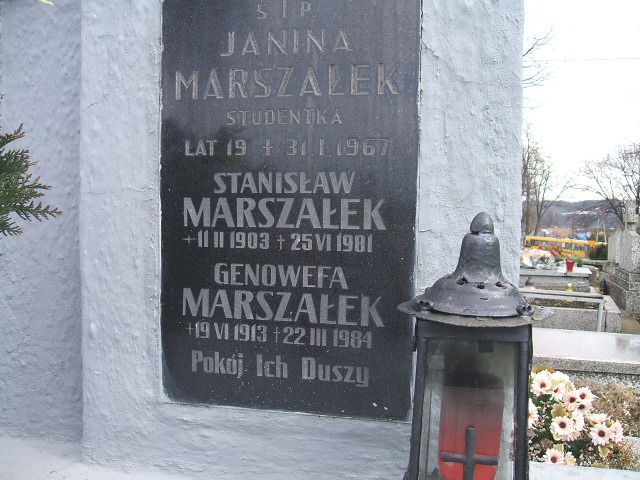 Ś I P
JANINA
MARSZAŁEK
STUDENTKA
LAT 19 + 31.I.1967
STANISŁAW
MARSZAŁEK
+11 II 1903 + 25 VI 1981
GENOWEFA
MARSZAŁEK
+19 VI 1913 + 22 III 1984
Pokój Ich Duszy